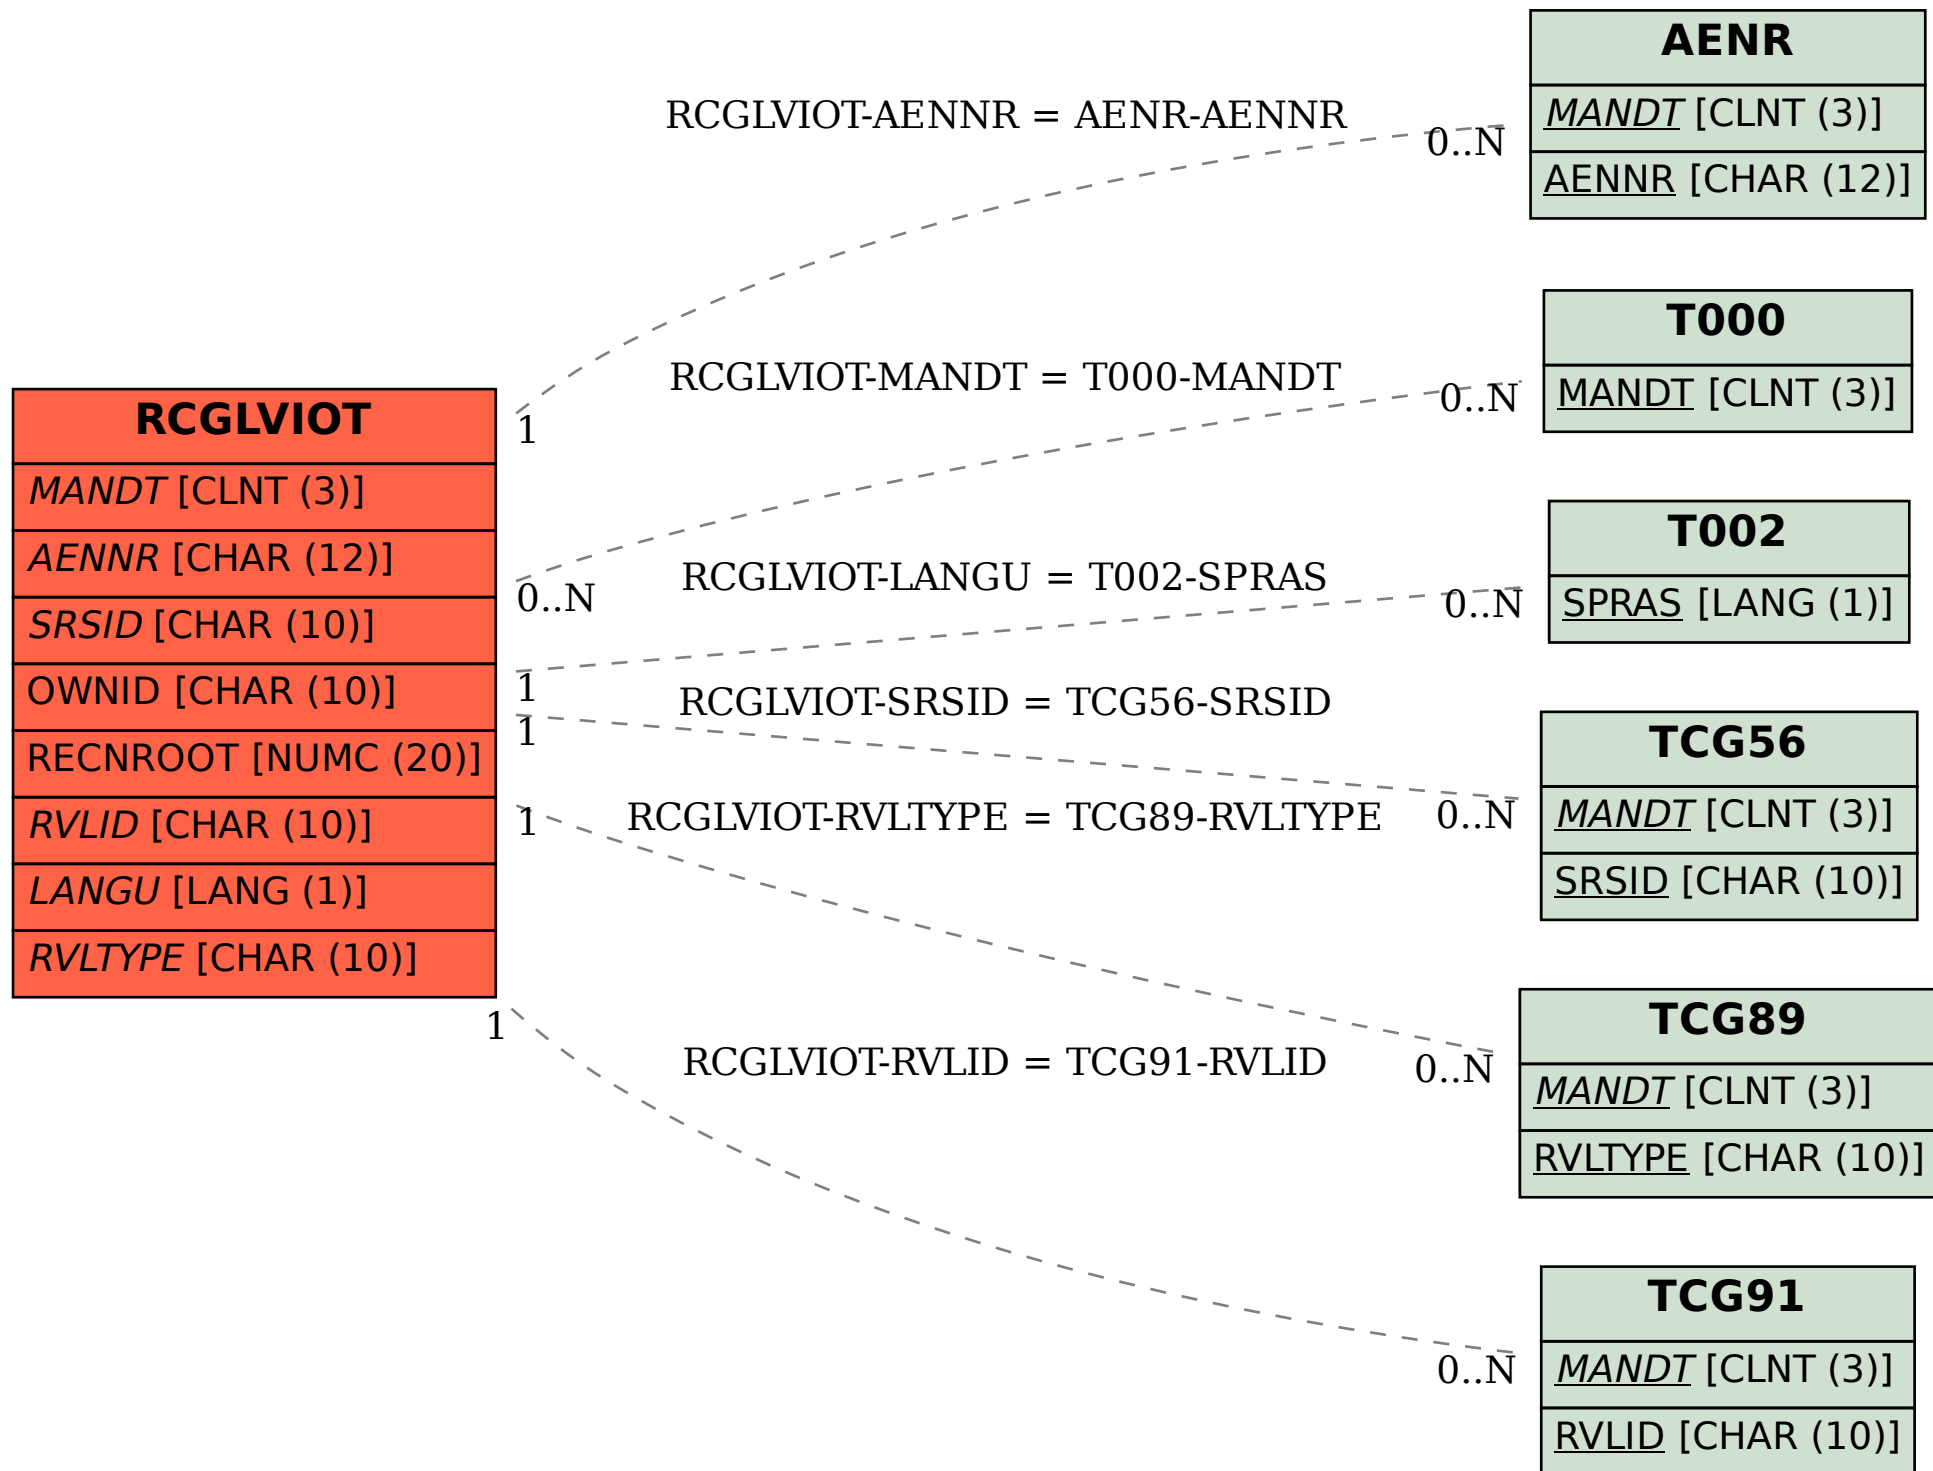 RCGLVIOT
MANDT [CLNT (3)]
AENNR [CHAR (12)]
SRSID [CHAR (10)]
OWNID [CHAR (10)]
RECNROOT [NUMC (20)]
RVLID [CHAR (10)]
LANGU [LANG (1)]
RVLTYPE [CHAR (10)]
RCGLVIOT-AENNR = AENR-AENNR
0..N
1
RCGLVIOT-MANDT = T000-MANDT
0..N
0..N
RCGLVIOT-LANGU = T002-SPRAS
0..N
1
RCGLVIOT-SRSID = TCG56-SRSID
1
0..N
RCGLVIOT-RVLTYPE = TCG89-RVLTYPE
1
0..N
RCGLVIOT-RVLID = TCG91-RVLID
1
0..N
AENR
MANDT [CLNT (3)]
AENNR [CHAR (12)]
T000
MANDT [CLNT (3)]
T002
SPRAS [LANG (1)]
TCG56
MANDT [CLNT (3)]
SRSID [CHAR (10)]
TCG89
MANDT [CLNT (3)]
RVLTYPE [CHAR (10)]
TCG91
MANDT [CLNT (3)]
RVLID [CHAR (10)]